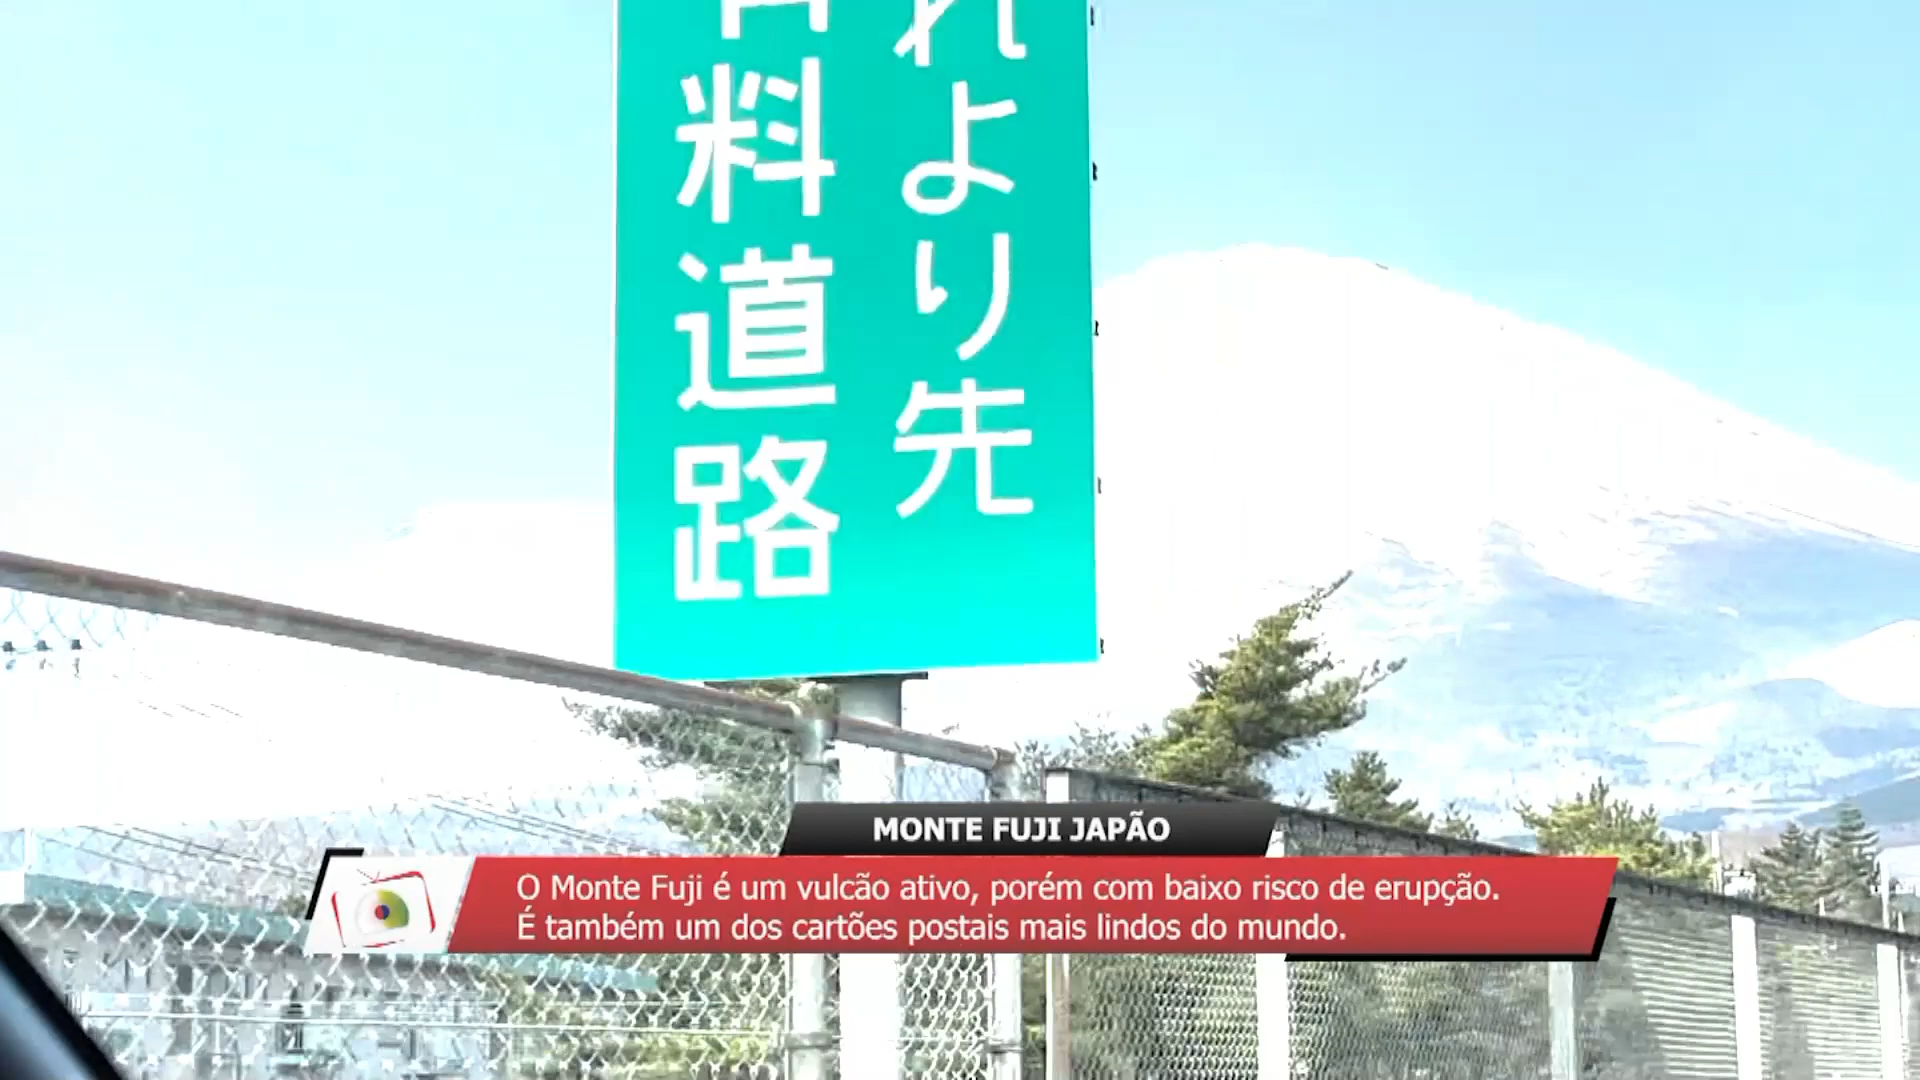 れより先
料道路
MONTE FUJI JAPÃO
O Monte Fuji é um vulcão ativo, porém com baixo risco de erupção.
É também um dos cartões postais mais lindos do mundo.